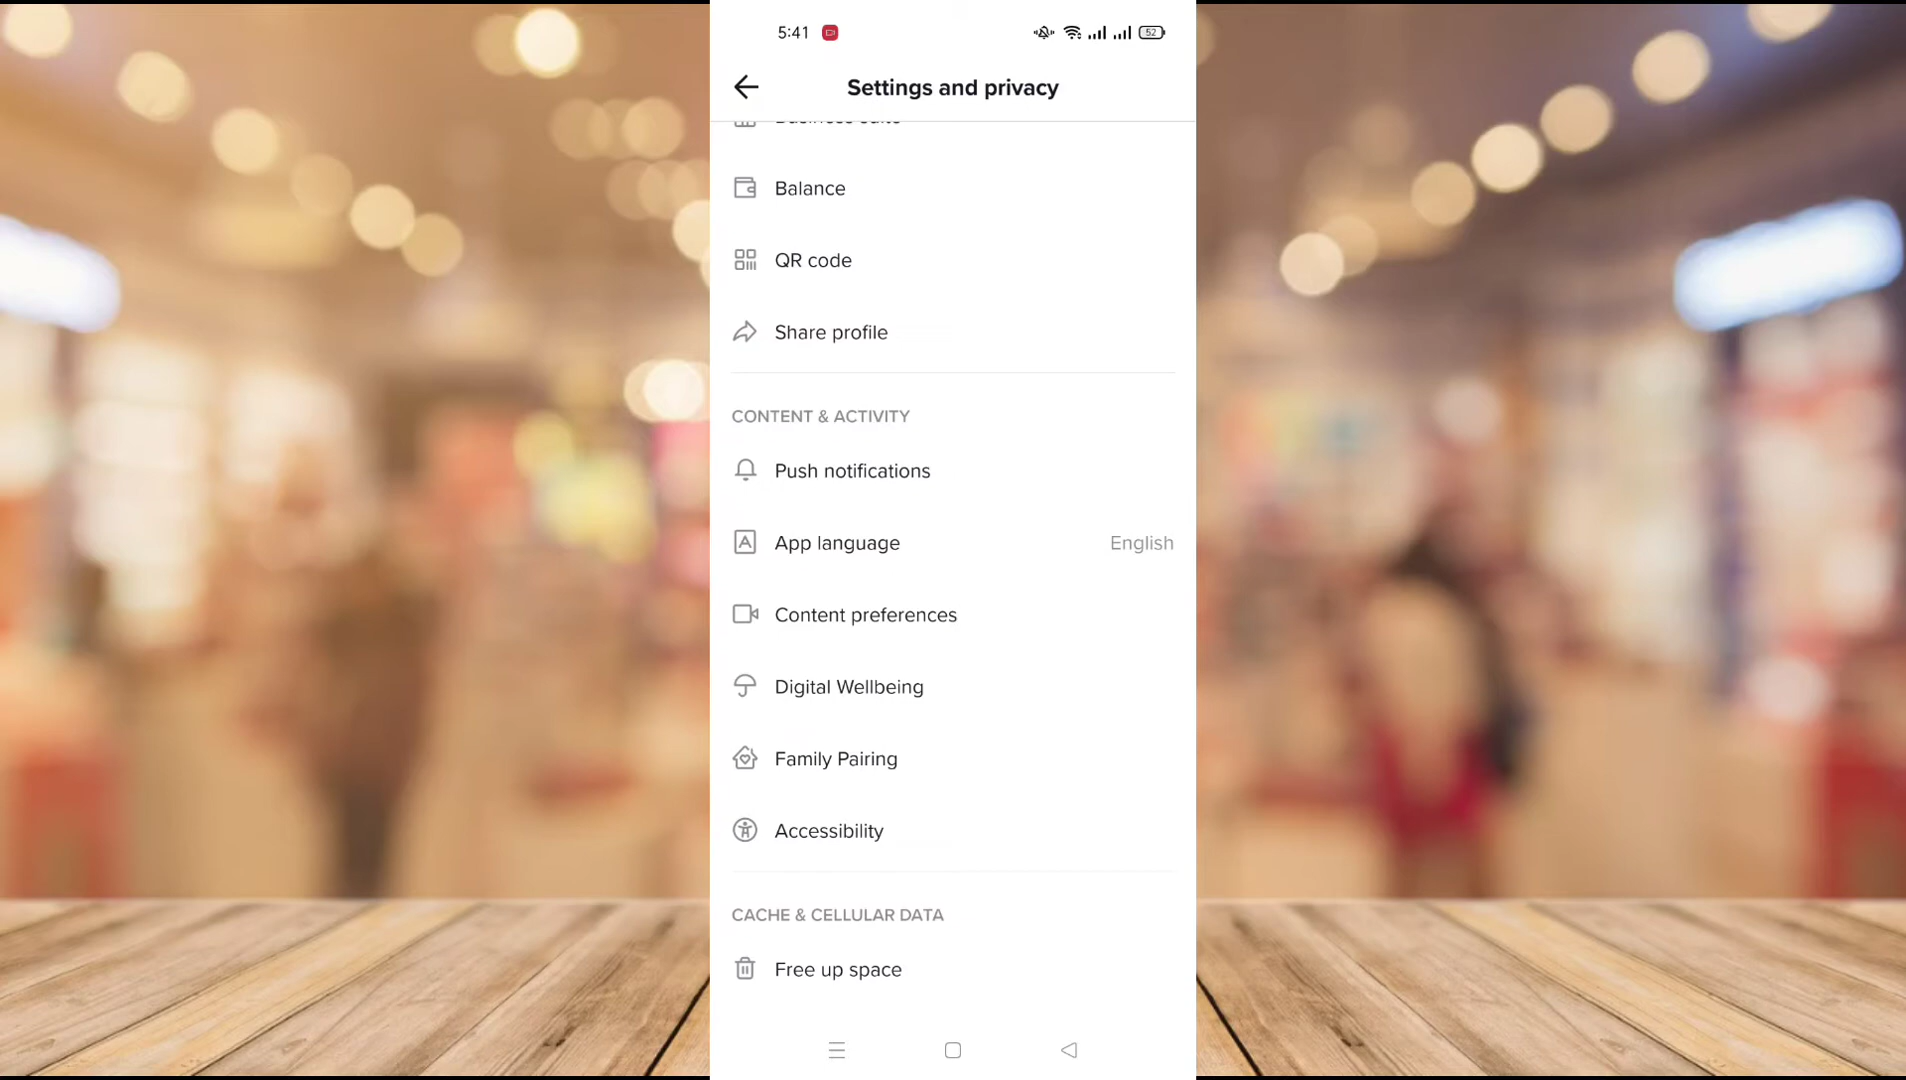 5:41
52
Settings and privacy
Balance
QR code
Share profile
CONTENT & ACTIVITY
Push notifications
App language
English
Content preferences
Digital Wellbeing
Family Pairing
Accessibility
CACHE & CELLULAR DATA
Free up space